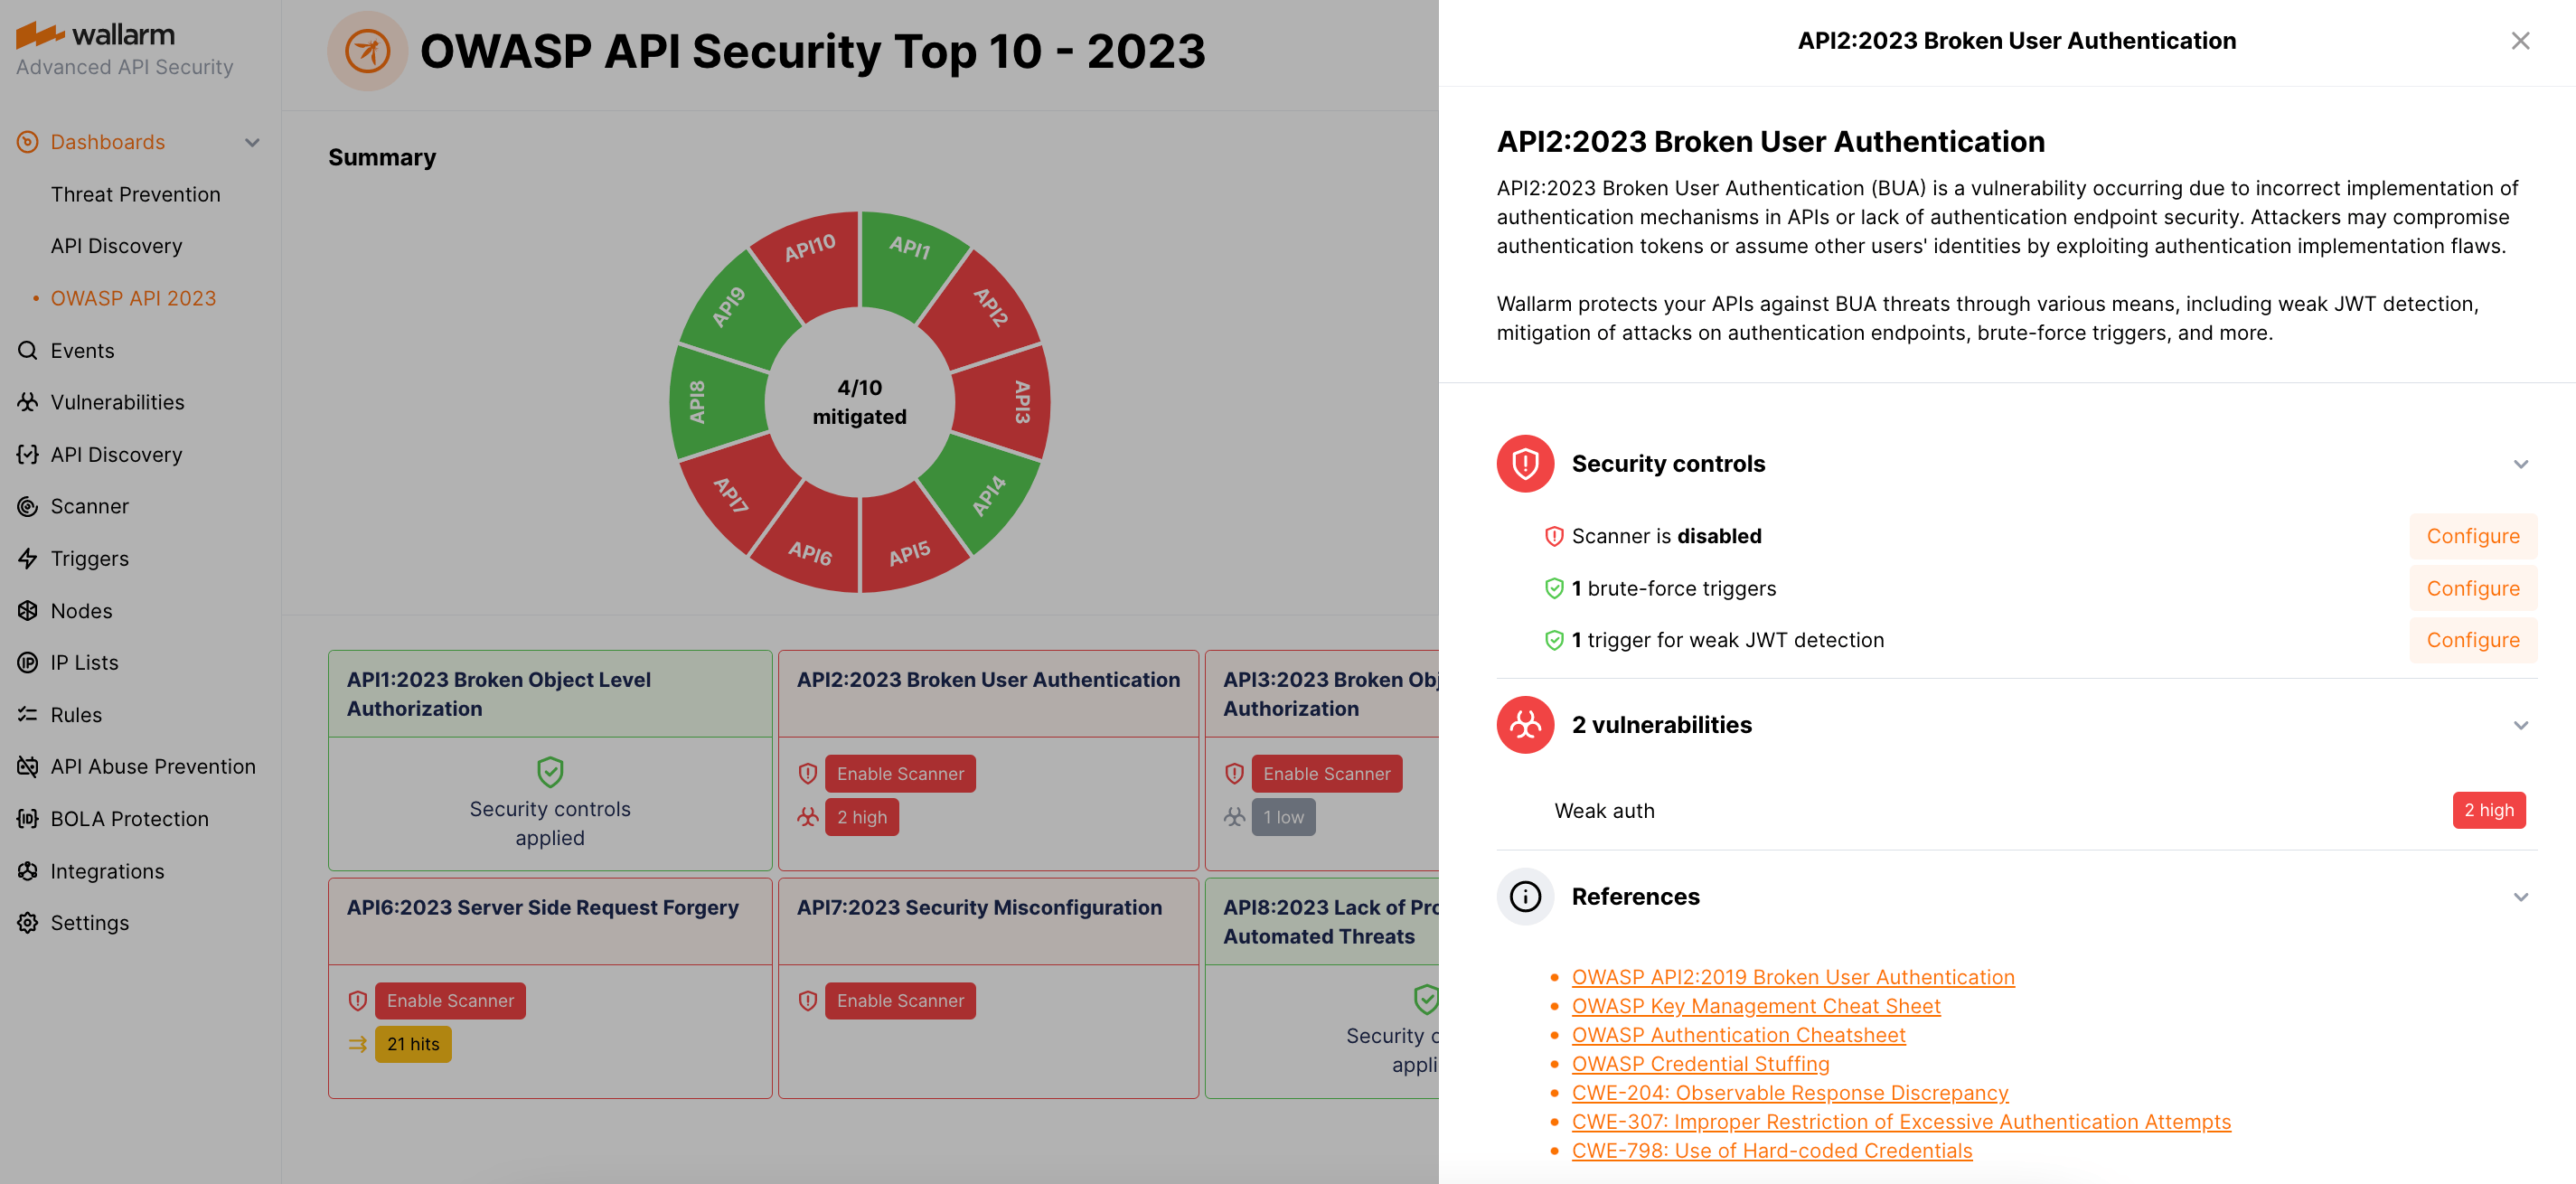 wallarm
Advanced API Security
Dashboards
Threat Prevention
API Discovery
OWASP API 2023
Events
Vulnerabilities
API Discovery
Scanner
Triggers
Nodes
IP Lists
Rules
API Abuse Prevention
BOLA Protection
Integrations
Settings
OWASP API Security Top 10 - 2023
Summary
API1
API2
API3
API4
API5
API6
API7
API8
API9
API10
4/10
mitigated
API1:2023 Broken Object Level
Authorization
Security controls
applied
API2:2023 Broken User Authentication
Enable Scanner
2 high
API3:2023 Broken Obj
Authorization
Enable Scanner
1 low
API6:2023 Server Side Request Forgery
Enable Scanner
21 hits
API7:2023 Security Misconfiguration
Enable Scanner
API8:2023 Lack of Pro
Automated Threats
Security c
appli
API2:2023 Broken User Authentication
API2:2023 Broken User Authentication
API2:2023 Broken User Authentication (BUA) is a vulnerability occurring due to incorrect implementation of
authentication mechanisms in APIs or lack of authentication endpoint security. Attackers may compromise
authentication tokens or assume other users' identities by exploiting authentication implementation flaws.
Wallarm protects your APIs against BUA threats through various means, including weak JWT detection,
mitigation of attacks on authentication endpoints, brute-force triggers, and more.
Security controls
Scanner is disabled
Configure
1 brute-force triggers
Configure
1 trigger for weak JWT detection
Configure
2 vulnerabilities
Weak auth
2 high
References
OWASP API2:2019 Broken User Authentication
OWASP Key Management Cheat Sheet
OWASP Authentication Cheatsheet
OWASP Credential Stuffing
CWE-204: Observable Response Discrepancy
CWE-307: Improper Restriction of Excessive Authentication Attempts
CWE-798: Use of Hard-coded Credentials